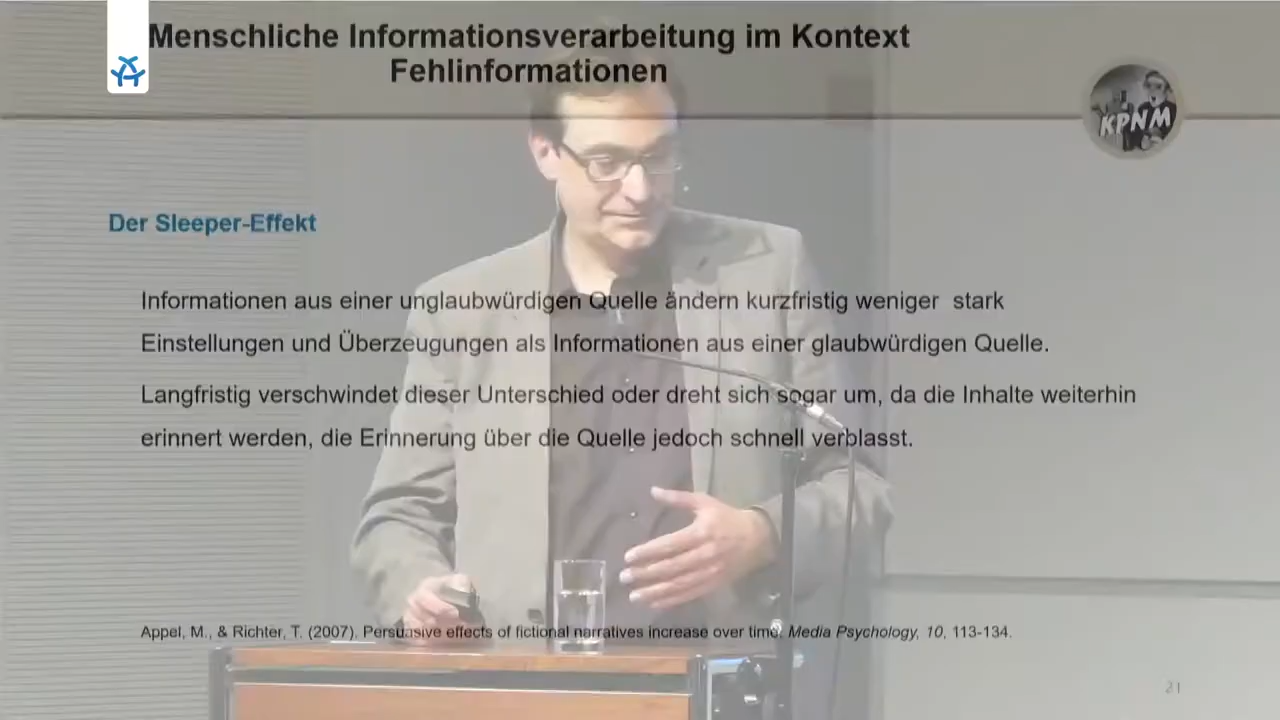 Menschliche Informationsverarbeitung im Kontext
Fehlinformationen
KPNM
Der Sleeper-Effekt
Informationen aus einer unglaubwürdigen Quelle ändern kurzfristig weniger  stark
Einstellungen und Überzeugungen als Informationen aus einer glaubwürdigen Quelle.
Langfristig verschwindet dieser Unterschied oder dreht sich sogar um, da die Inhalte weiterhin
erinnert werden, die Erinnerung über die Quelle jedoch schnell verblasst.
Appel, M., & Richter, T. (2007). Persuasive effects of fictional narratives increase over time. Media Psychology, 10, 113-134.
21